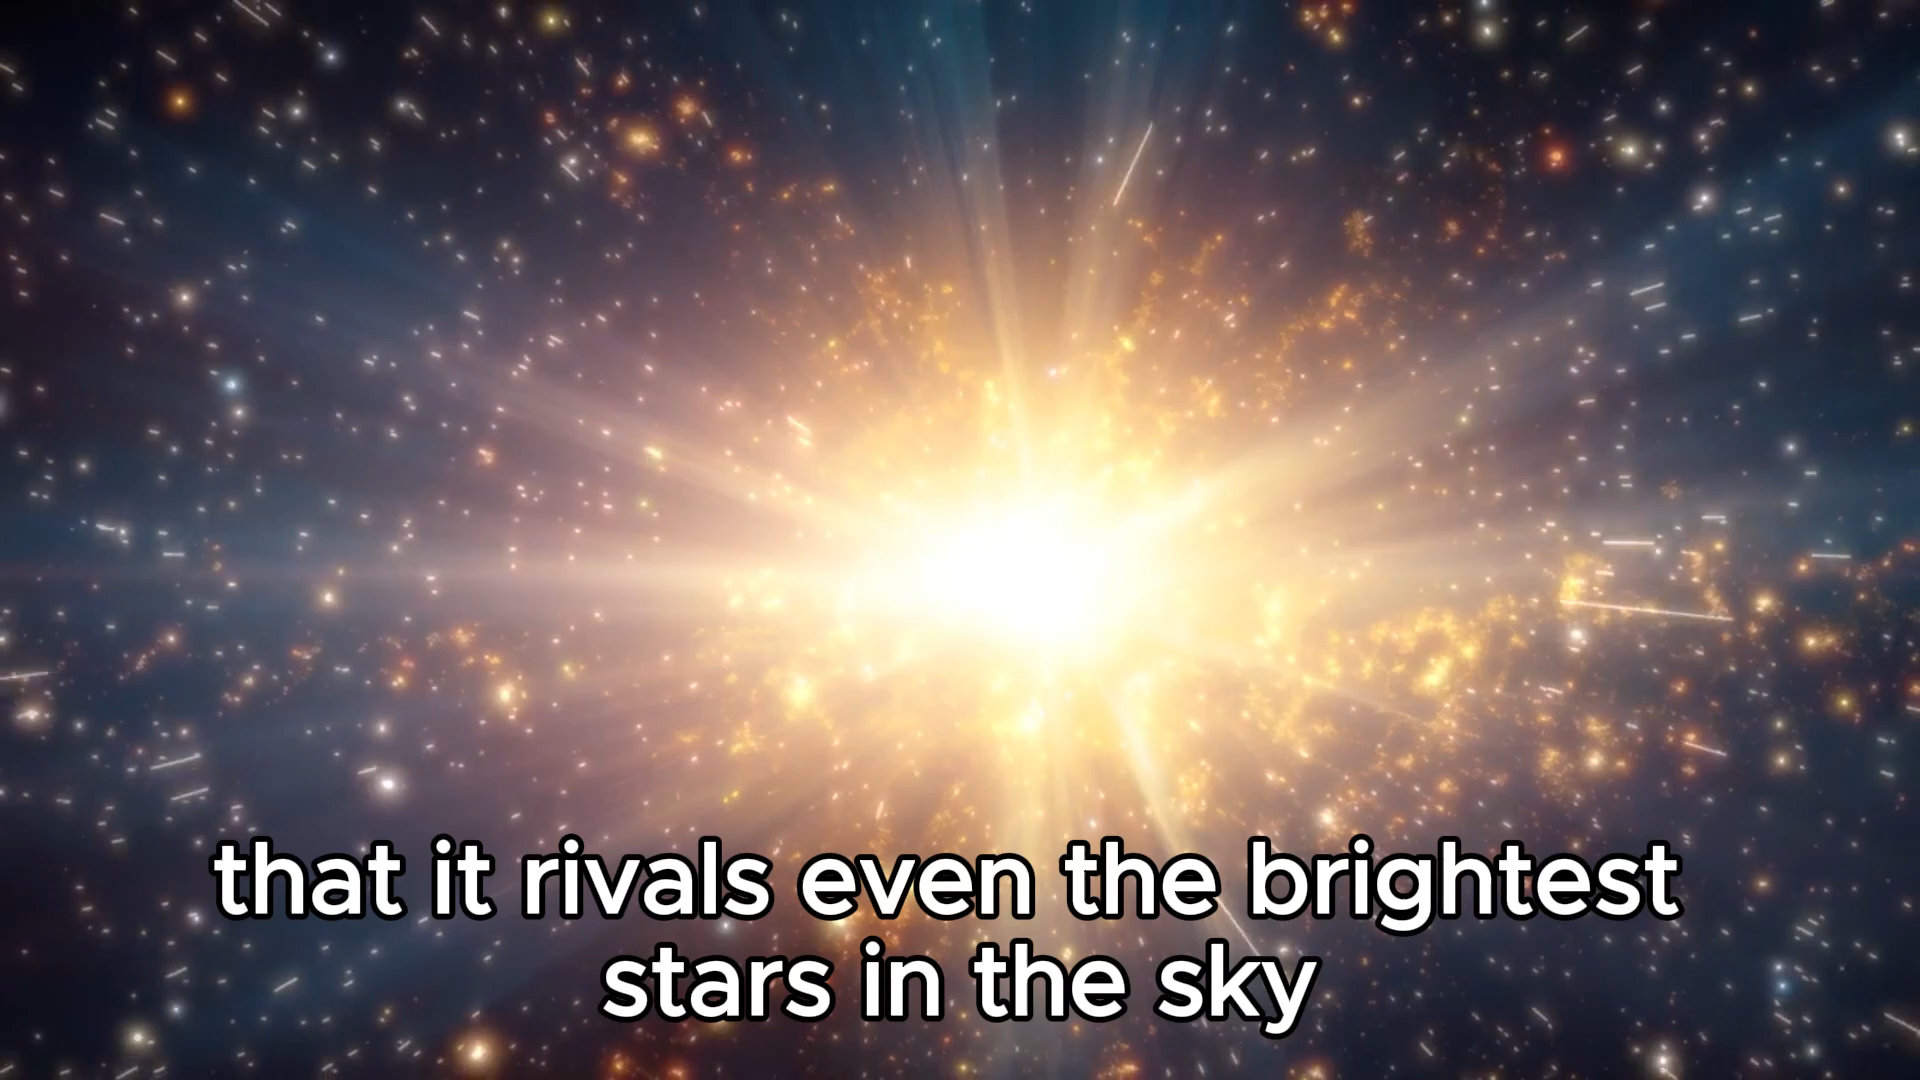 that it rivals even the brightest
stars in the sky